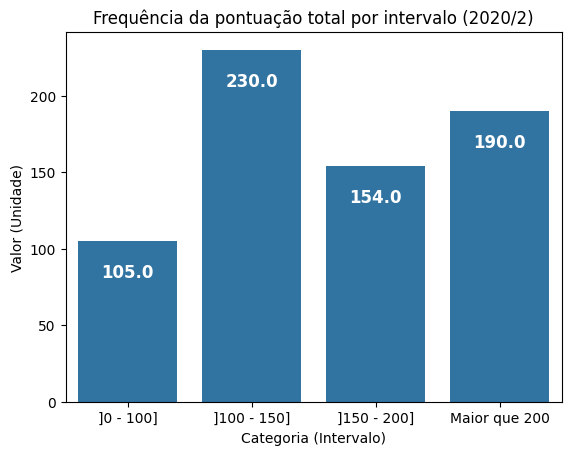 Frequência da pontuação total por intervalo (2020/2)
Valor (Unidade)
200
150
100
50
0
105.0
230.0
154.0
190.0
]0 - 100]
]100 - 150]
]150 - 200]
Maior que 200
Categoria (Intervalo)